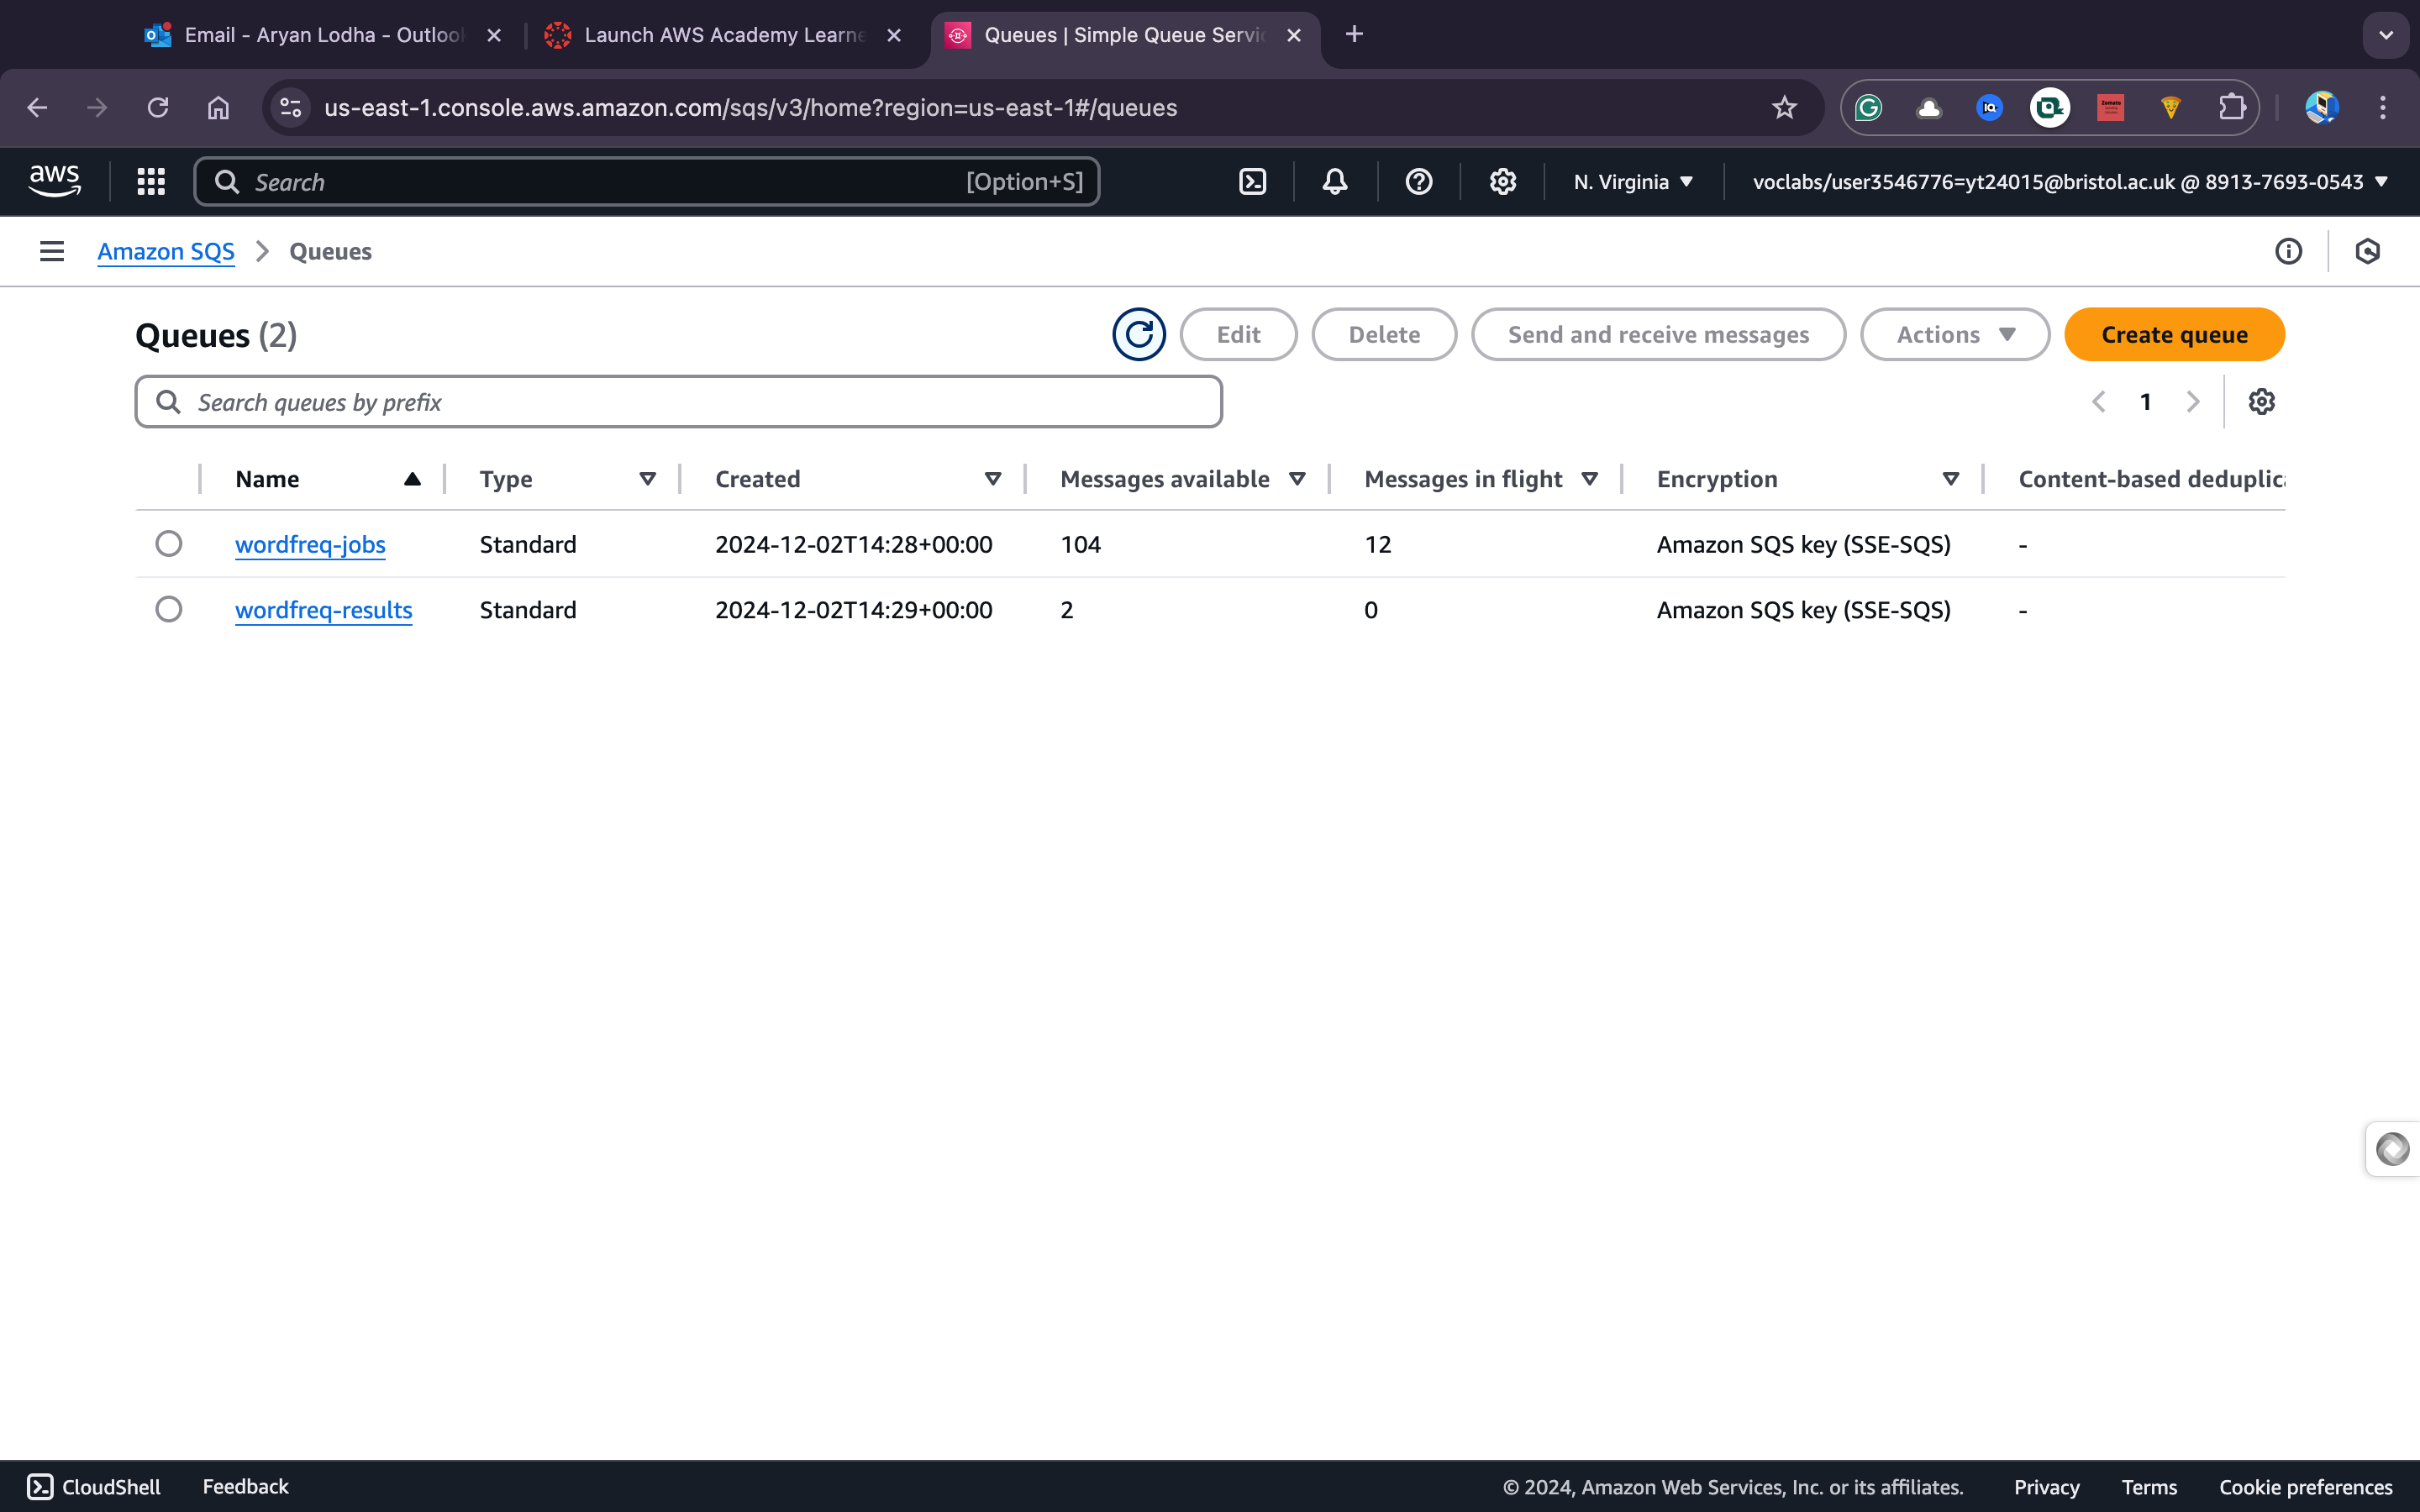 Email - Aryan Lodha - Outloo
Launch AWS Academy Learne
Queues | Simple Queue Servic
us-east-1.console.aws.amazon.com/sqs/v3/home?region=us-east-1#/queues
aws
Search
[Option+S]
N. Virginia
voclabs/user3546776=yt24015@bristol.ac.uk @ 8913-7693-0543
Amazon SQS
Queues
Queues (2)
Edit
Delete
Send and receive messages
Actions
Create queue
Search queues by prefix
1
Name Type Created Messages available Messages in flight Encryption Content-based deduplica
wordfreq-jobs Standard 2024-12-02T14:28+00:00 104 12 Amazon SQS key (SSE-SQS) -
wordfreq-results Standard 2024-12-02T14:29+00:00 2 0 Amazon SQS key (SSE-SQS) -
CloudShell
Feedback
© 2024, Amazon Web Services, Inc. or its affiliates.
Privacy
Terms
Cookie preferences